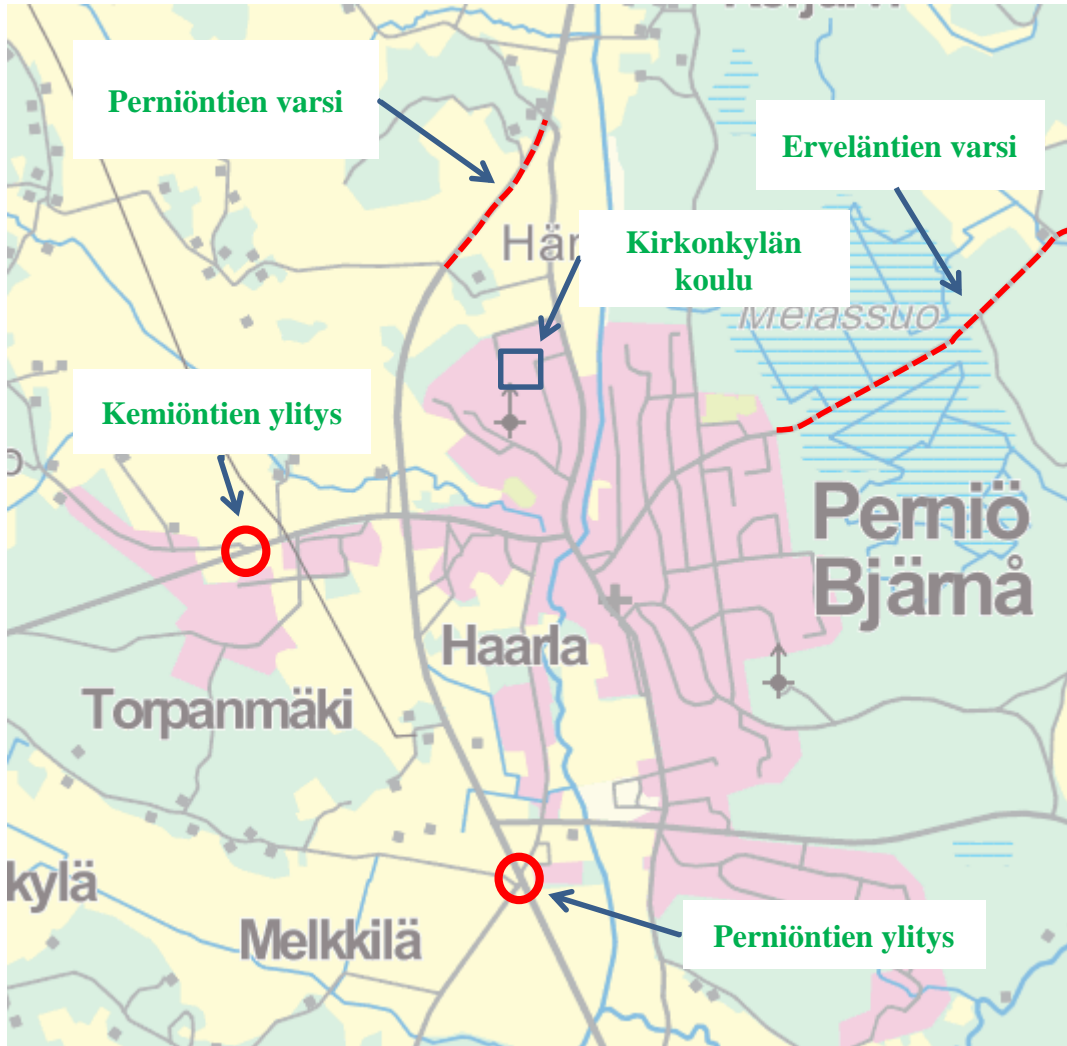 Perniöntien varsi
Erveläntien varsi
Kirkonkylän
koulu
Melassuo
Kemiöntien ylitys
Perniö
Bjärnå
Haarla
Torpanmäki
kylä
Melkkilä
Perniöntien ylitys